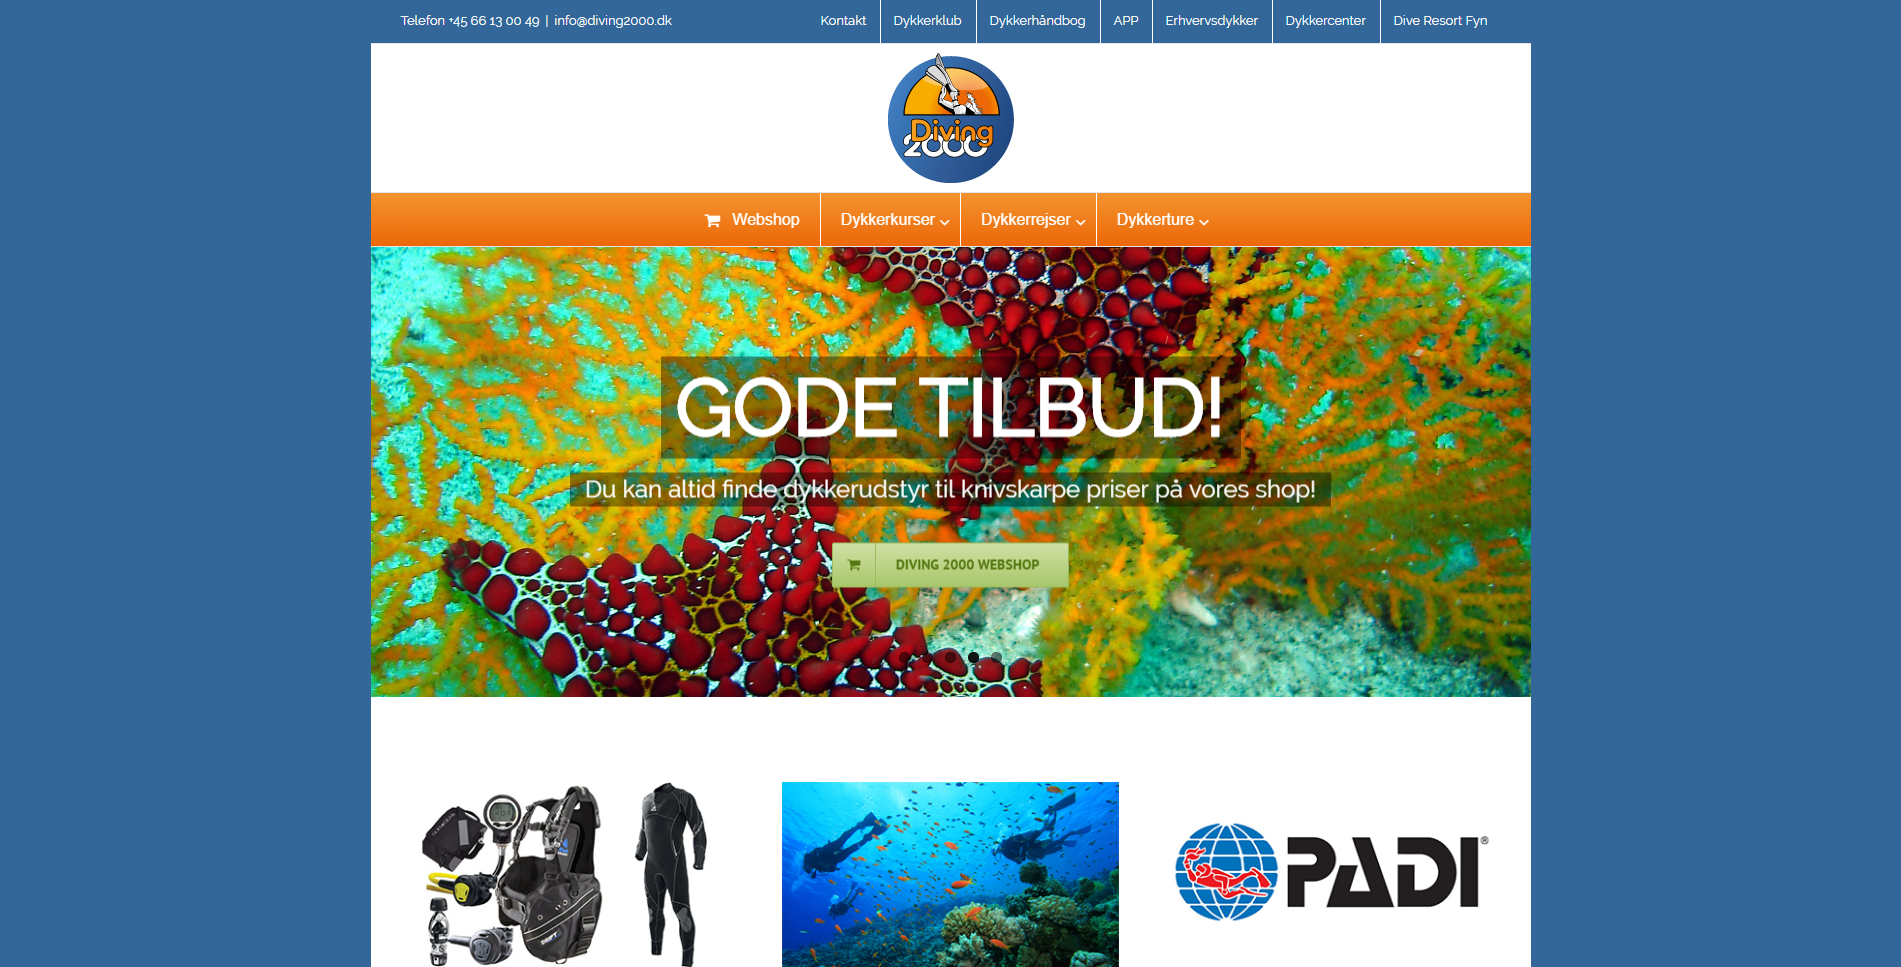 Telefon +45 66 13 00 49 | info@diving2000.dk
Kontakt Dykkerklub Dykkerhåndbog APP Erhvervsdykker Dykkercenter Dive Resort Fyn
Diving
2000
Webshop Dykkerkurser Dykkerrejser Dykkerture
GODE TILBUD!
Du kan altid finde dykkerudstyr til knivskarpe priser på vores shop!
DIVING 2000 WEBSHOP
PADI®